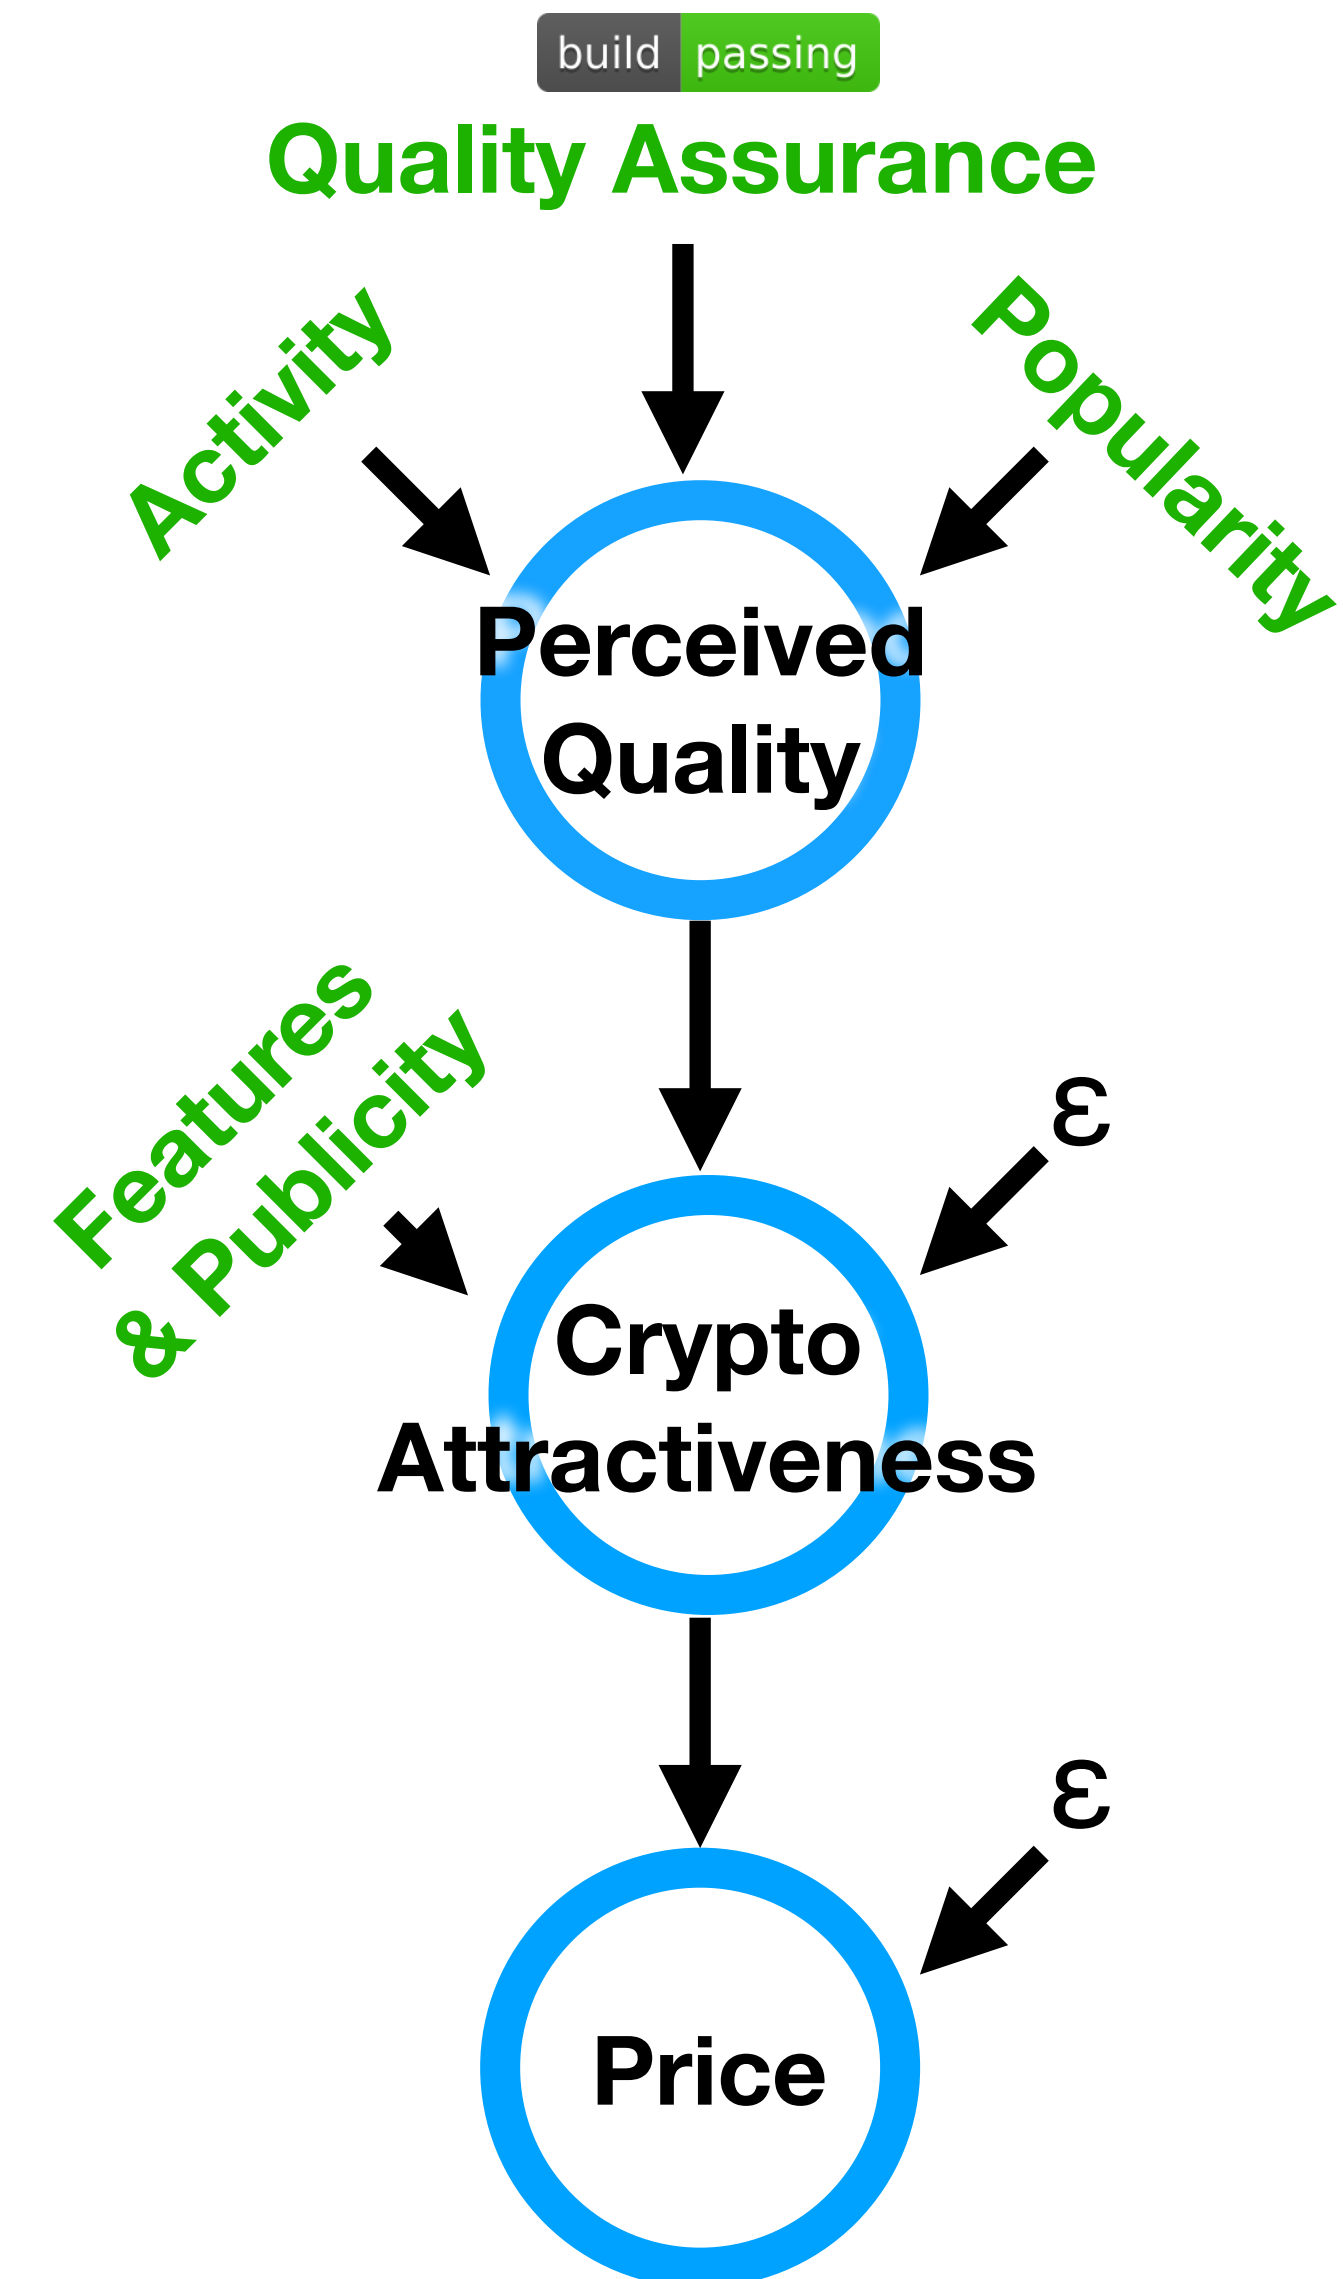 build passing
Quality Assurance
Activity
Popularity
Perceived
Quality
Features
& Publicity
ε
Crypto
Attractiveness
ε
Price